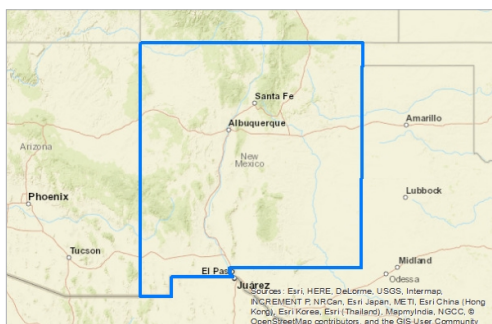 Santa Fe
Albuquerque
Amarillo
Arizona
New
Mexico
Phoenix
Lubbock
Tucson
Midland
El Paso
Odessa
Juárez
Sources: Esri, HERE, DeLorme, USGS, Intermap,
INCREMENT P, NRCan, Esri Japan, METI, Esri China (Hong
Kong), Esri Korea, Esri (Thailand), MapmyIndia, NGCC, ©
OpenStreetMap contributors, and the GIS User Community